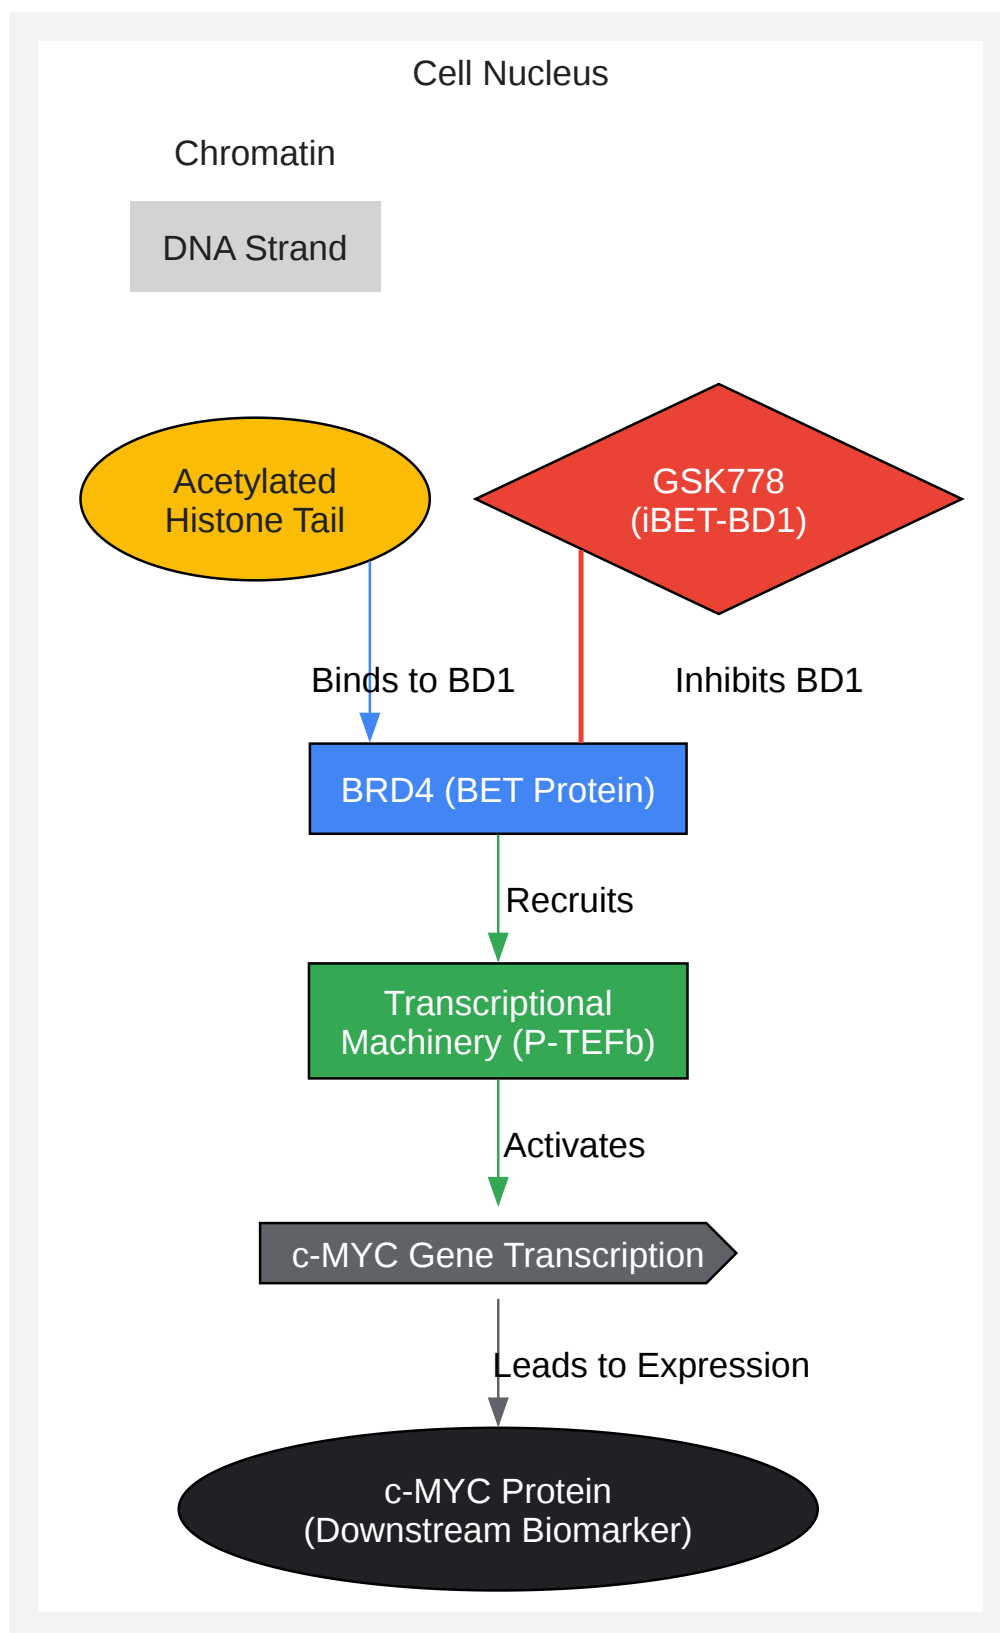 Cell Nucleus
Chromatin
DNA Strand
Acetylated
Histone Tail
GSK778
(iBET-BD1)
Binds to BD1
Inhibits BD1
BRD4 (BET Protein)
Recruits
Transcriptional
Machinery (P-TEFb)
Activates
c-MYC Gene Transcription
Leads to Expression
c-MYC Protein
(Downstream Biomarker)